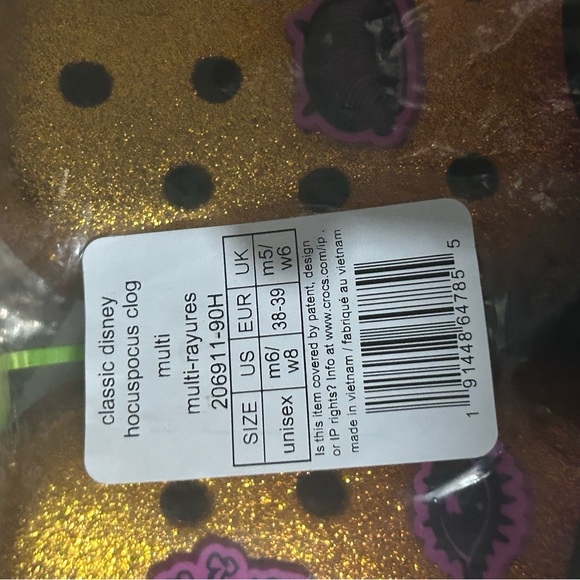 classic disney
hocuspocus clog
multi
multi-rayures
206911-90H
SIZE US EUR UK
unisex m6/ w8 38-39 m5/ w6
Is this item covered by patent, design
or IP rights? Info at www.crocs.com/ip.
made in vietnam / fabriqué au vietnam
1 91448 64785 5